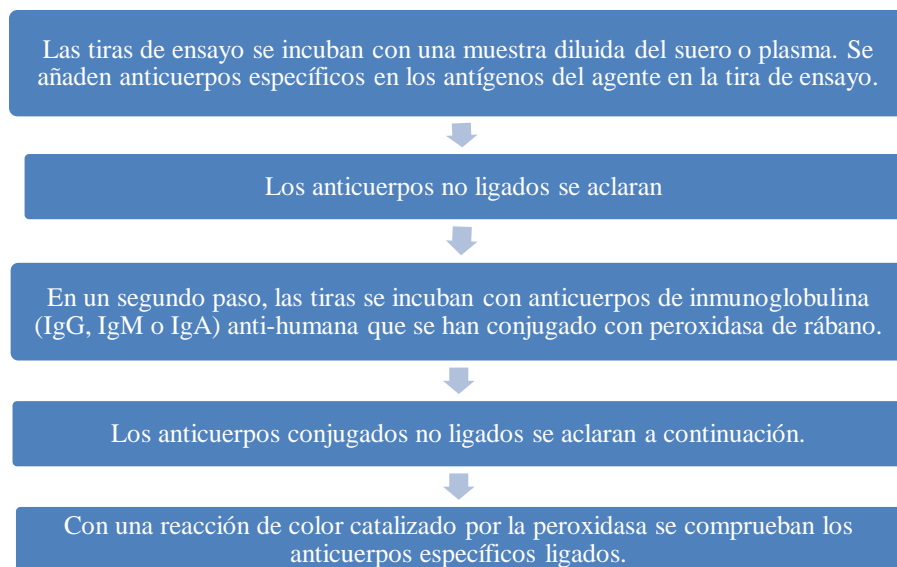 Las tiras de ensayo se incuban con una muestra diluida del suero o plasma. Se
añaden anticuerpos específicos en los antígenos del agente en la tira de ensayo.
Los anticuerpos no ligados se aclaran
En un segundo paso, las tiras se incuban con anticuerpos de inmunoglobulina
(IgG, IgM o IgA) anti-humana que se han conjugado con peroxidasa de rábano.
Los anticuerpos conjugados no ligados se aclaran a continuación.
Con una reacción de color catalizado por la peroxidasa se comprueban los
anticuerpos específicos ligados.